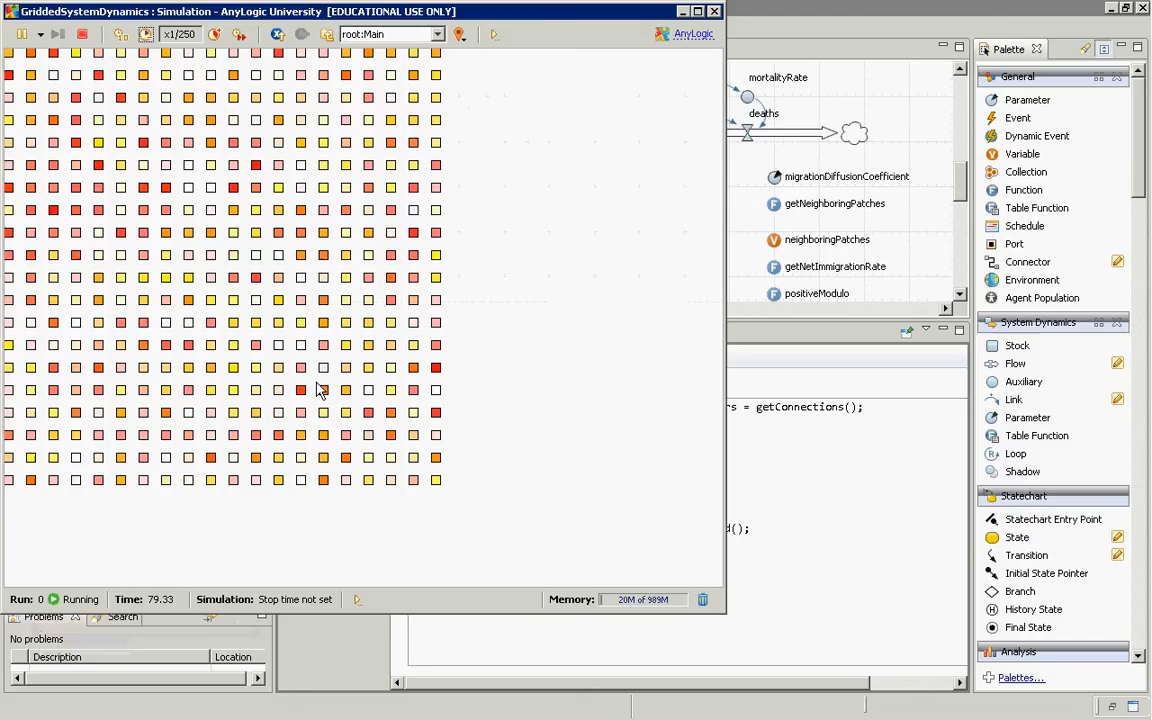 GriddedSystemDynamics : Simulation - AnyLogic University [EDUCATIONAL USE ONLY]
x1/250
root:Main
AnyLogic
Palette
General
Parameter
Event
Dynamic Event
Variable
Collection
Function
Table Function
Schedule
Port
Connector
Environment
Agent Population
System Dynamics
Stock
Flow
Auxiliary
Link
Parameter
Table Function
Loop
Shadow
Statechart
Statechart Entry Point
State
Transition
Initial State Pointer
Branch
History State
Final State
Analysis
Palettes...
mortalityRate
deaths
migrationDiffusionCoefficient
getNeighboringPatches
neighboringPatches
getNetImmigrationRate
positiveModulo
rs = getConnections();
d();
Run: 0 Running Time: 79.33 Simulation: Stop time not set Memory: 20M of 989M
Problems Search
No problems
Description Location